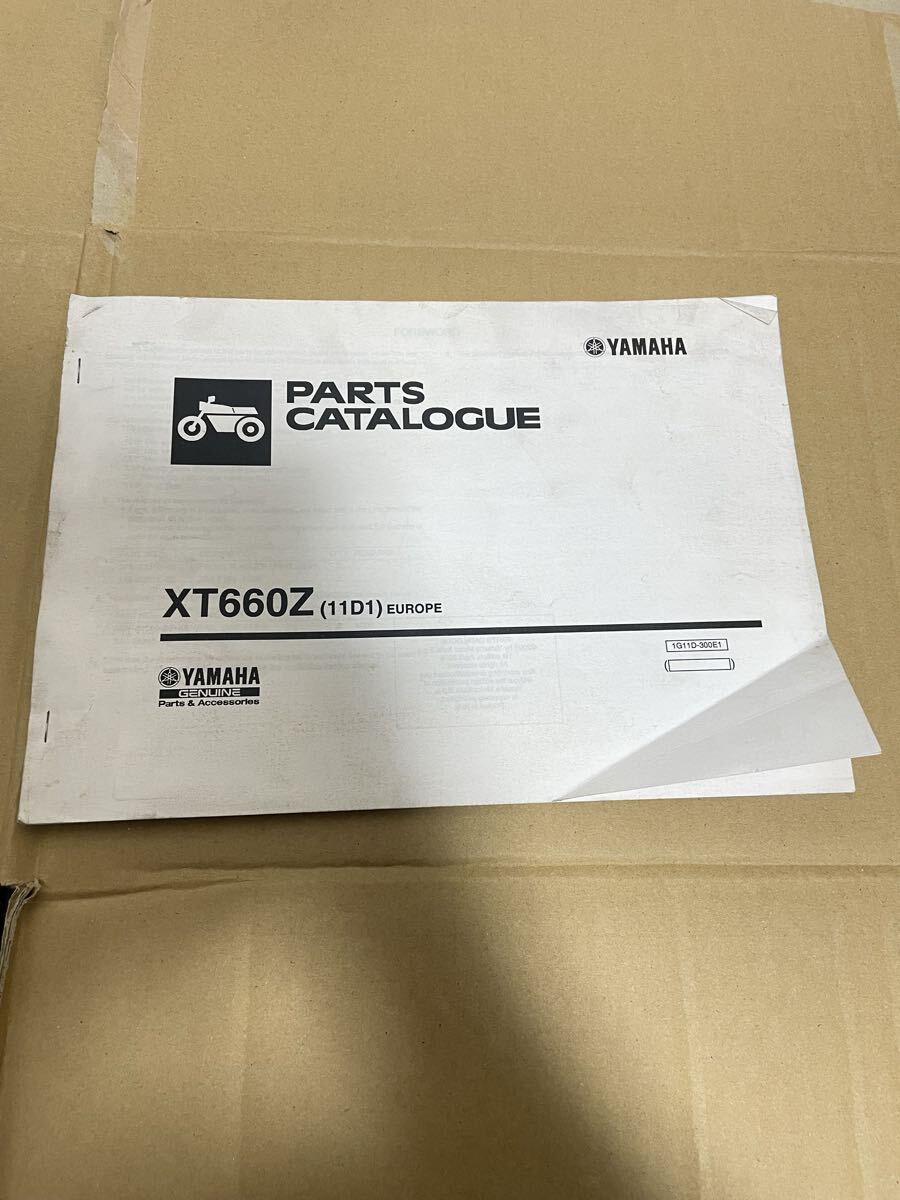 YAMAHA
PARTS
CATALOGUE
XT660Z (11D1) EUROPE
1G11D-300E1
YAMAHA
GENUINE
Parts & Accessories